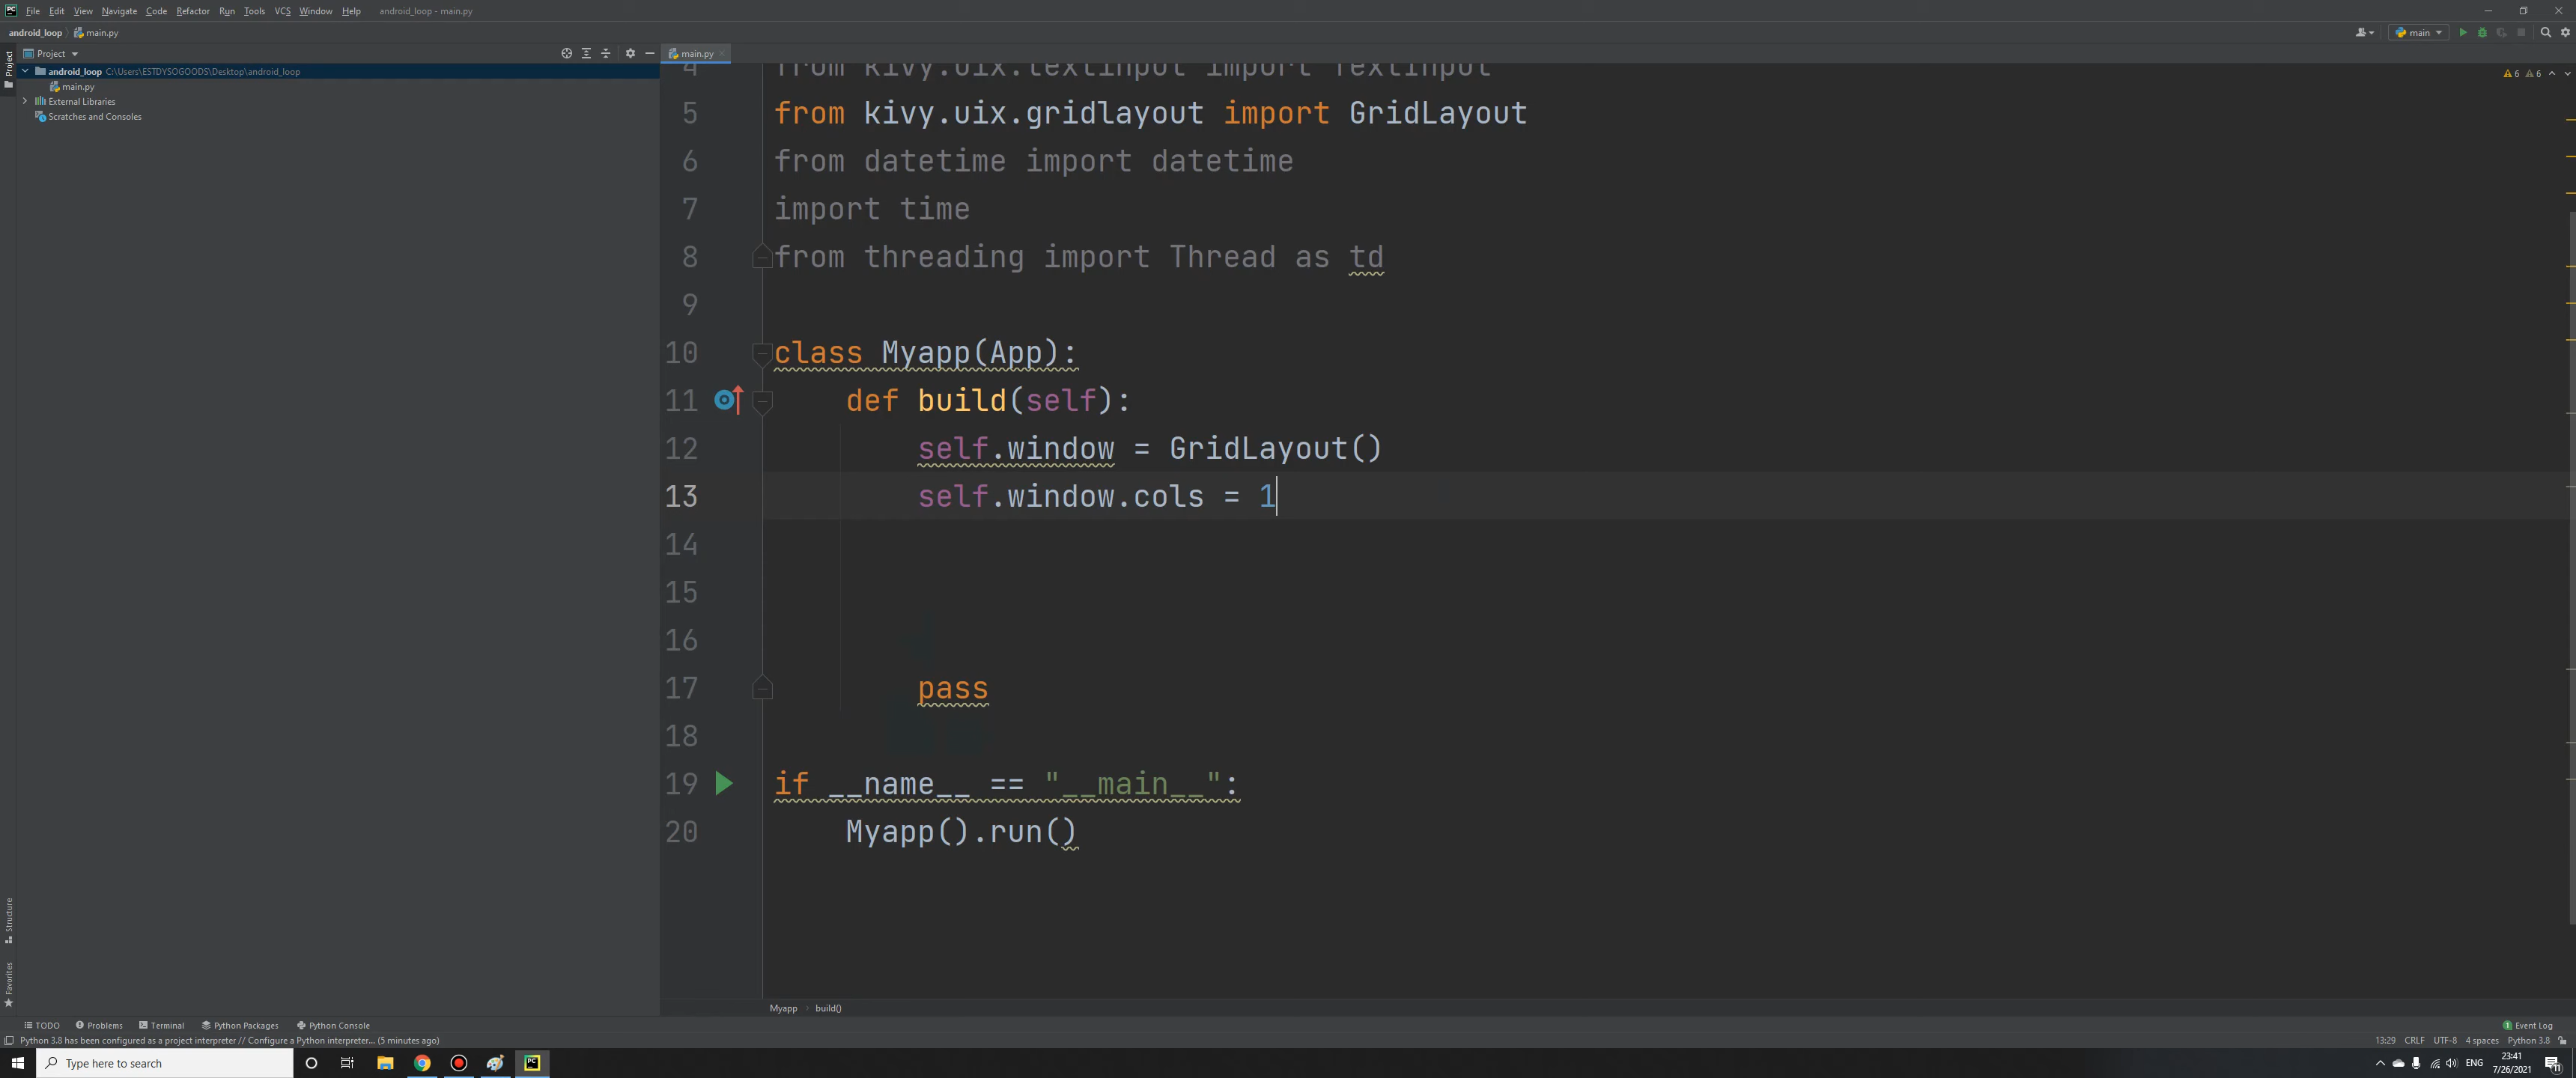 File Edit View Navigate Code Refactor Run Tools VCS Window Help android_loop - main.py
android_loop main.py main
Project main.py
android_loop C:\Users\ESTDYSOGOODS\Desktop\android_loop
main.py
External Libraries
Scratches and Consoles
Project
Structure
Favorites
6 6
4 from kivy.uix.textinput import TextInput
5 from kivy.uix.gridlayout import GridLayout
6 from datetime import datetime
7 import time
8 from threading import Thread as td
9
10 class Myapp(App):
11 def build(self):
12 self.window = GridLayout()
13 self.window.cols = 1
14
15
16
17 pass
18
19 if __name__ == "__main__":
20 Myapp().run()
Myapp build()
TODO Problems Terminal Python Packages Python Console 1 Event Log
Python 3.8 has been configured as a project interpreter // Configure a Python interpreter... (5 minutes ago) 13:29 CRLF UTF-8 4 spaces Python 3.8
Type here to search ENG 23:41
7/26/2021